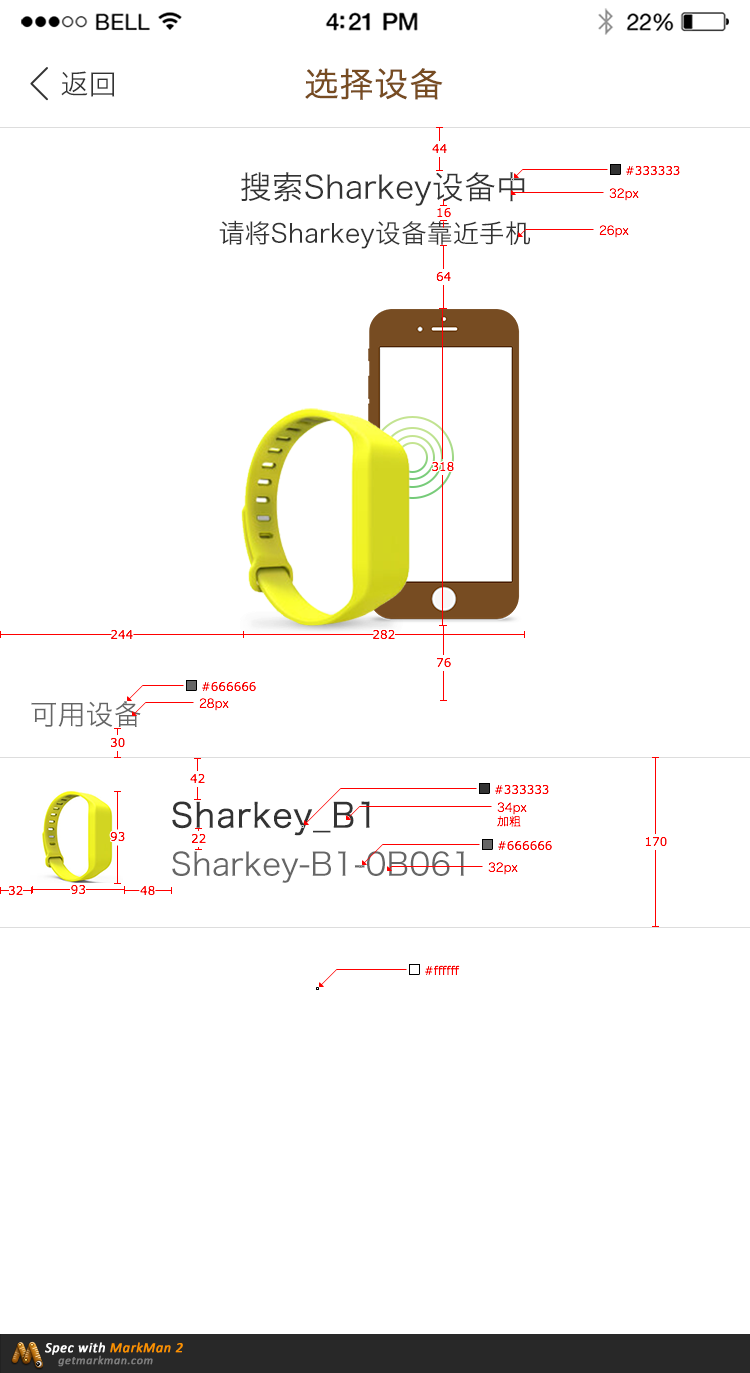 BELL 4:21 PM 22%
返回 选择设备
44
#333333
搜索Sharkey设备中
32px
16
请将Sharkey设备靠近手机
26px
64
318
244 282
76
#666666
28px
可用设备
30
42
#333333
34px
加粗
Sharkey_B1
93
22
170
#666666
Sharkey-B1-0B061
32px
32 93 48
#ffffff
Spec with MarkMan 2
getmarkman.com